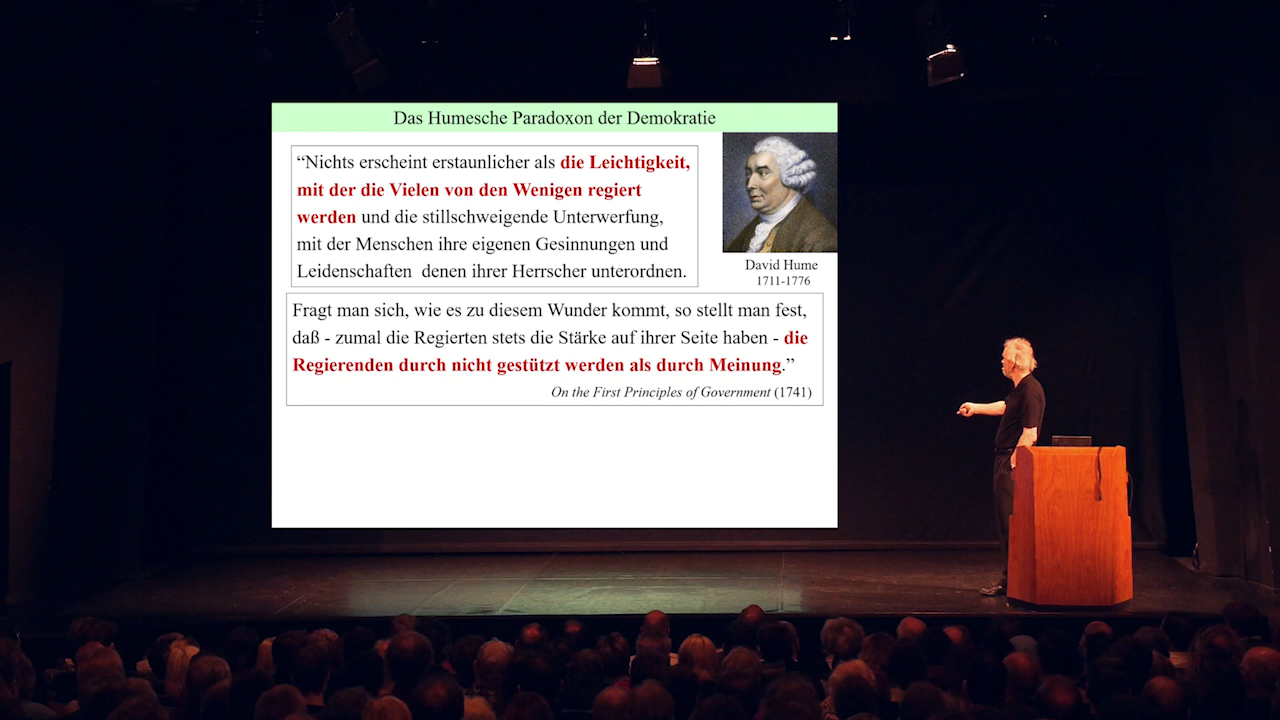 Das Humesche Paradoxon der Demokratie
“Nichts erscheint erstaunlicher als die Leichtigkeit,
mit der die Vielen von den Wenigen regiert
werden und die stillschweigende Unterwerfung,
mit der Menschen ihre eigenen Gesinnungen und
Leidenschaften denen ihrer Herrscher unterordnen.
David Hume
1711-1776
Fragt man sich, wie es zu diesem Wunder kommt, so stellt man fest,
daß - zumal die Regierten stets die Stärke auf ihrer Seite haben - die
Regierenden durch nicht gestützt werden als durch Meinung.”
On the First Principles of Government (1741)